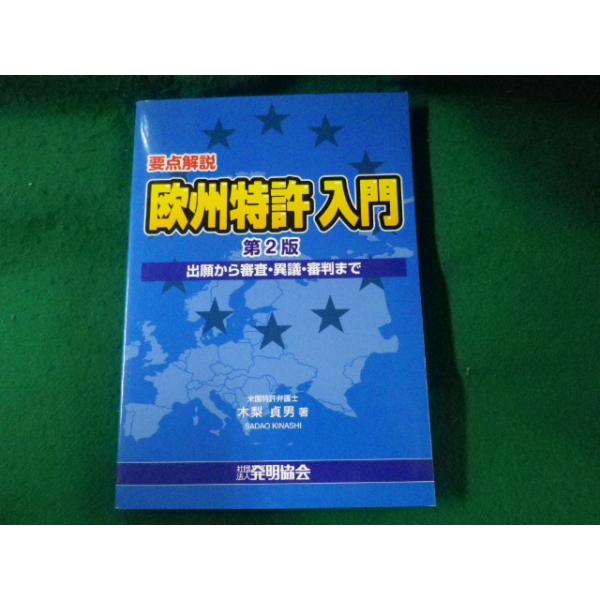 要点解説
欧州特許 入門
第2版
出願から審査・異議・審判まで
米国特許弁護士
木梨 貞男 著
SADAO KINASHI
社団法人 発明協会